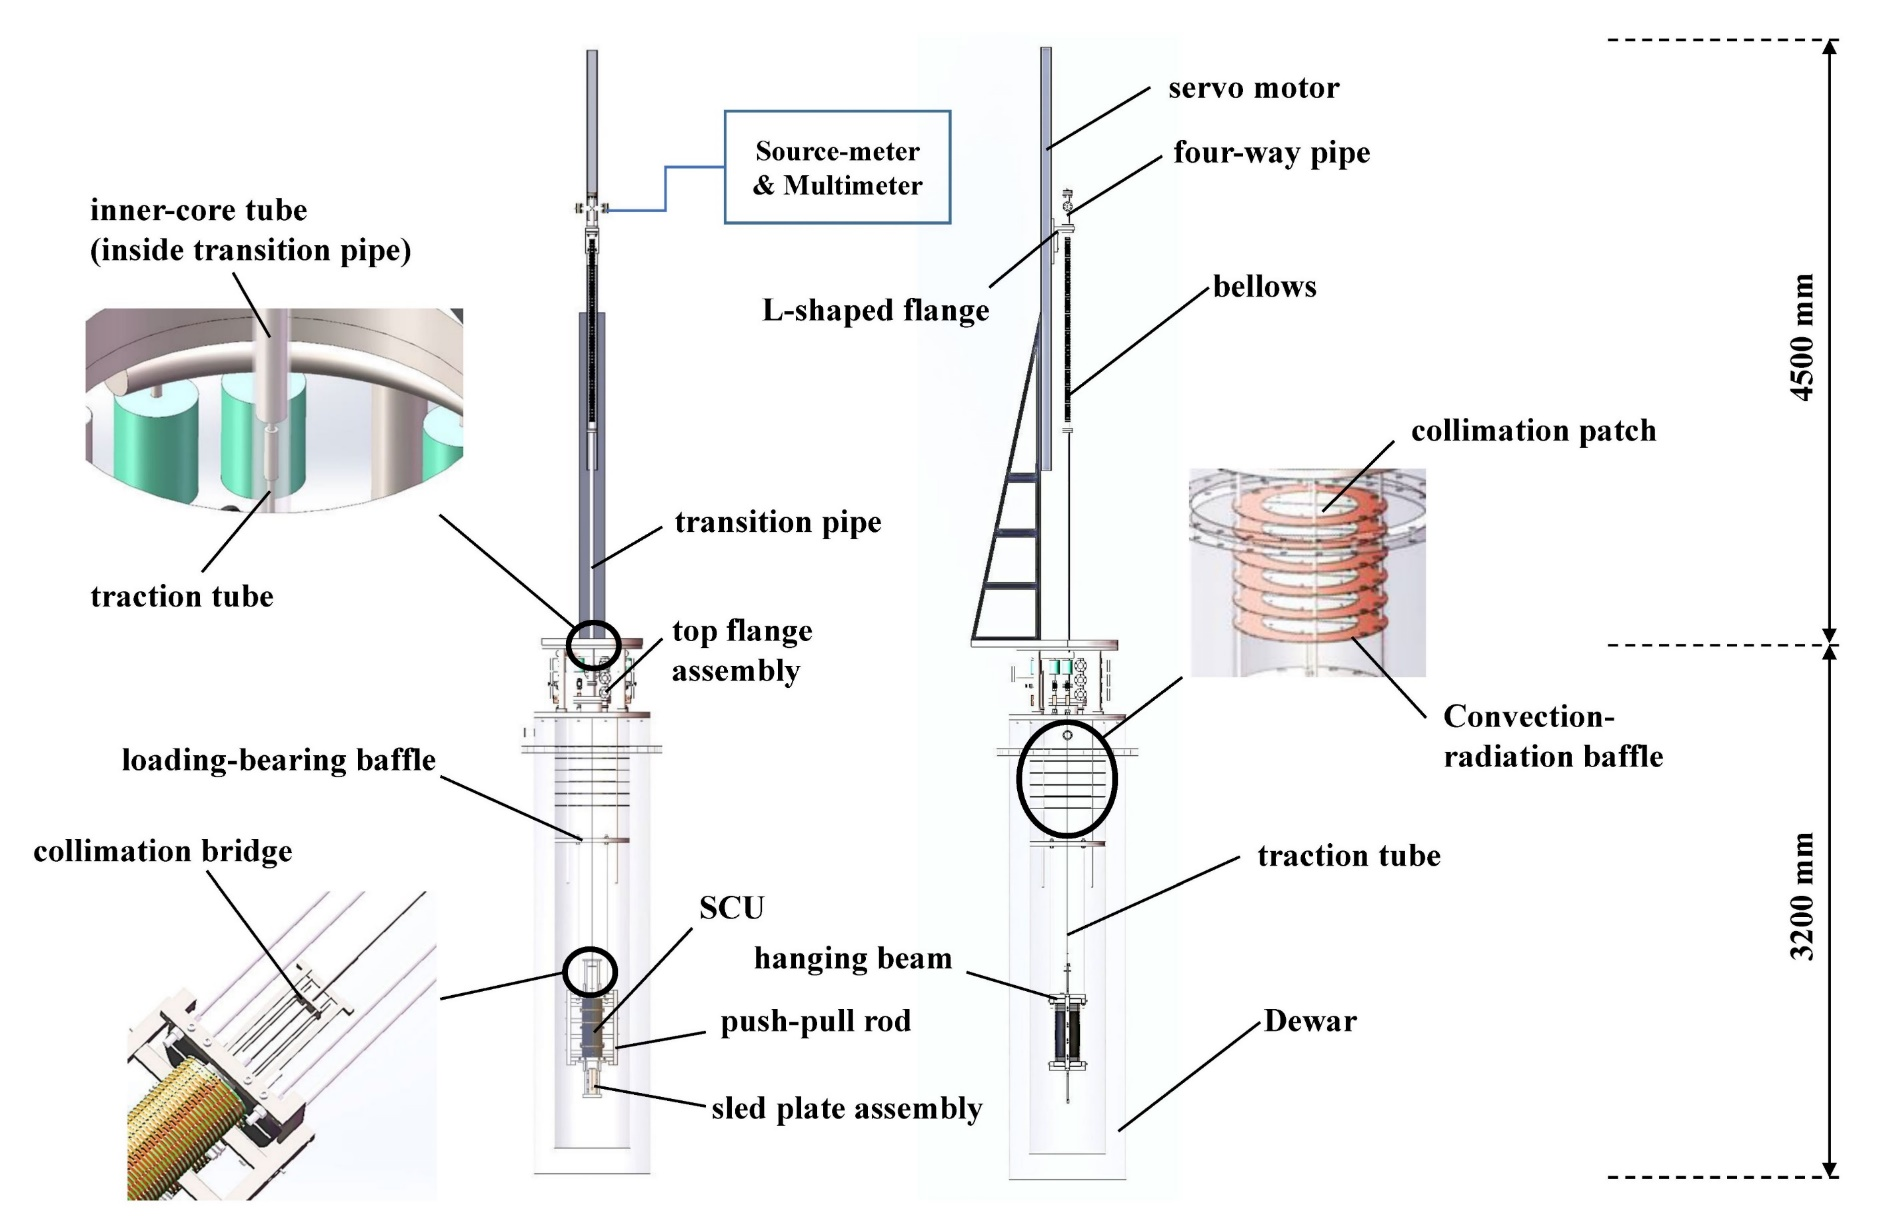 servo motor
four-way pipe
Source-meter
& Multimeter
inner-core tube
(inside transition pipe)
L-shaped flange
bellows
4500 mm
collimation patch
transition pipe
traction tube
top flange
assembly
Convection-
radiation baffle
loading-bearing baffle
collimation bridge
traction tube
3200 mm
SCU
hanging beam
push-pull rod
Dewar
sled plate assembly